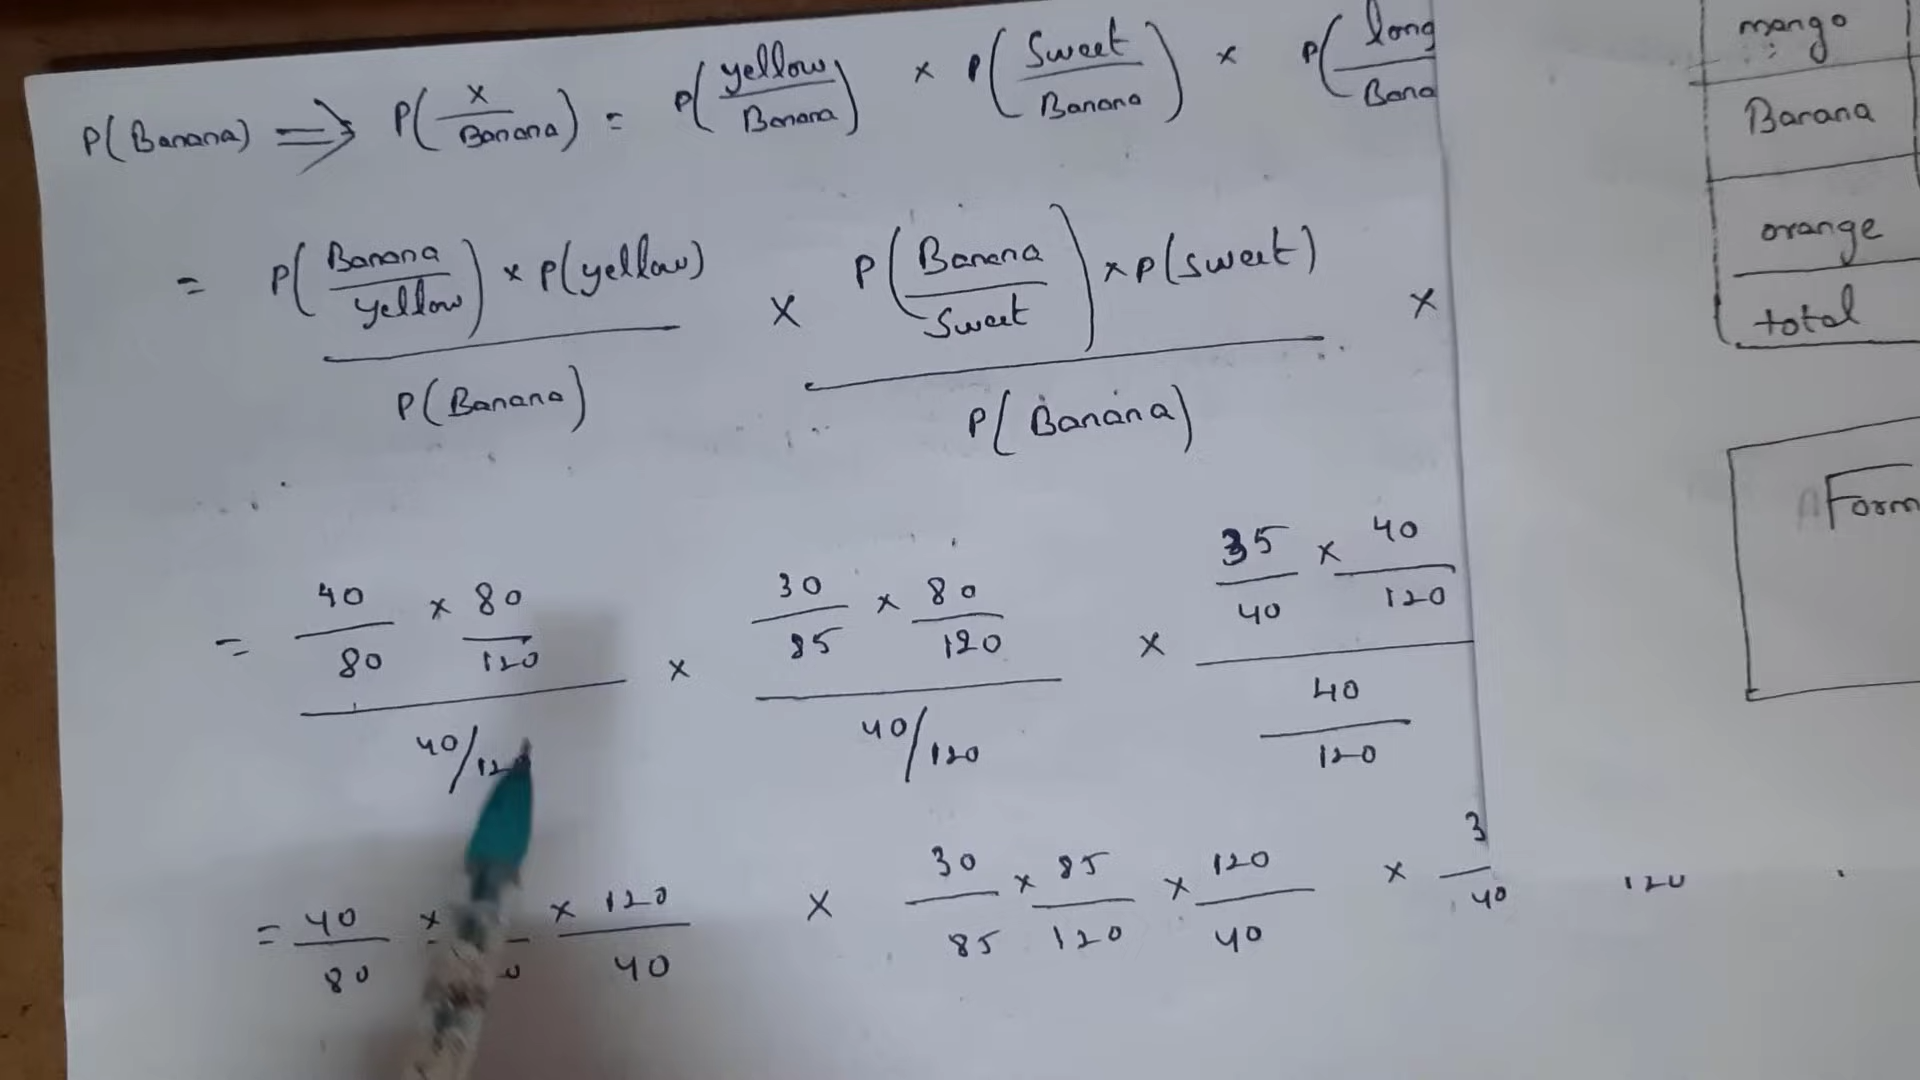 P(Banana) ⇒ P(x/Banana) = P(yellow/Banana) × P(Sweet/Banana) × P(long/Bana
= P(Banana/yellow) × P(yellow) / P(Banana) × P(Banana/Sweet) × P(sweet) / P(Banana) ×
= 40/80 × 80/120 / 40/120 × 30/85 × 80/120 / 40/120 × 35/40 × 40/120 / 40/120
= 40/80 × × 120/40 × 30/85 × 85/120 × 120/40 × 3/40 120
mango
Banana
orange
total
Form